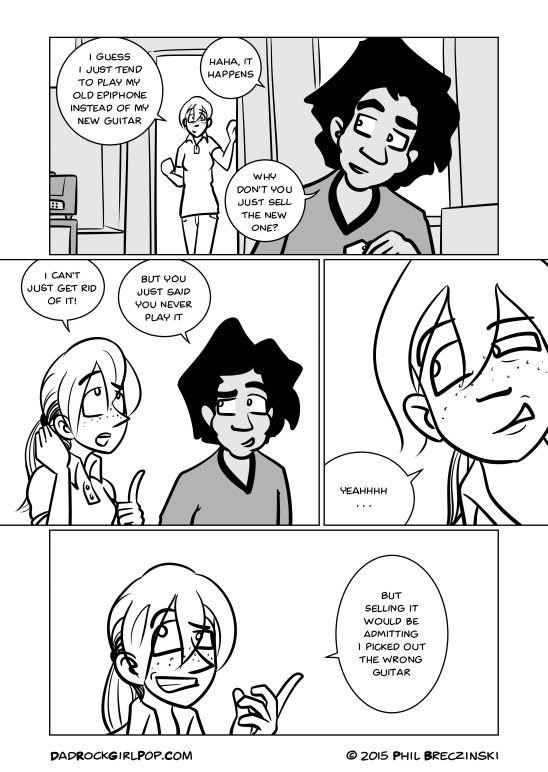 I GUESS
I JUST TEND
TO PLAY MY
OLD EPIPHONE
INSTEAD OF MY
NEW GUITAR
HAHA, IT
HAPPENS
WHY
DON'T YOU
JUST SELL
THE NEW
ONE?
I CAN'T
JUST GET RID
OF IT!
BUT YOU
JUST SAID
YOU NEVER
PLAY IT
YEAHHHH
...
BUT
SELLING IT
WOULD BE
ADMITTING
I PICKED OUT
THE WRONG
GUITAR
DADROCKGIRLPOP.COM
© 2015 PHIL BRECZINSKI